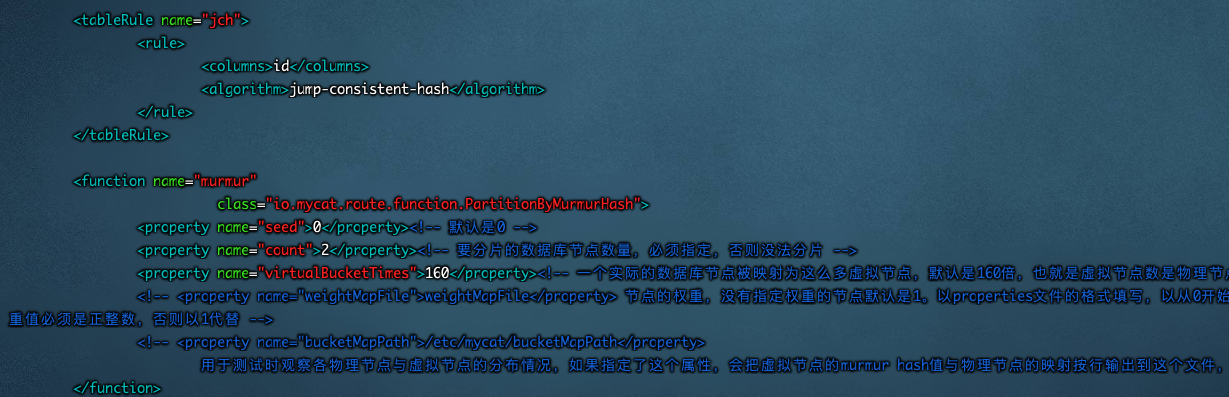 <tableRule name="jch">
<rule>
<columns>id</columns>
<algorithm>jump-consistent-hash</algorithm>
</rule>
</tableRule>
<function name="murmur"
class="io.mycat.route.function.PartitionByMurmurHash">
<property name="seed">0</property><!-- 默认是0 -->
<property name="count">2</property><!-- 要分片的数据库节点数量，必须指定，否则没法分片 -->
<property name="virtualBucketTimes">160</property><!-- 一个实际的数据库节点被映射为这么多虚拟节点，默认是160倍，也就是虚拟节点数是物理节点
<!-- <property name="weightMapFile">weightMapFile</property> 节点的权重，没有指定权重的节点默认是1。以properties文件的格式填写，以从0开始
重值必须是正整数，否则以1代替 -->
<!-- <property name="bucketMapPath">/etc/mycat/bucketMapPath</property>
用于测试时观察各物理节点与虚拟节点的分布情况，如果指定了这个属性，会把虚拟节点的murmur hash值与物理节点的映射按行输出到这个文件，
</function>